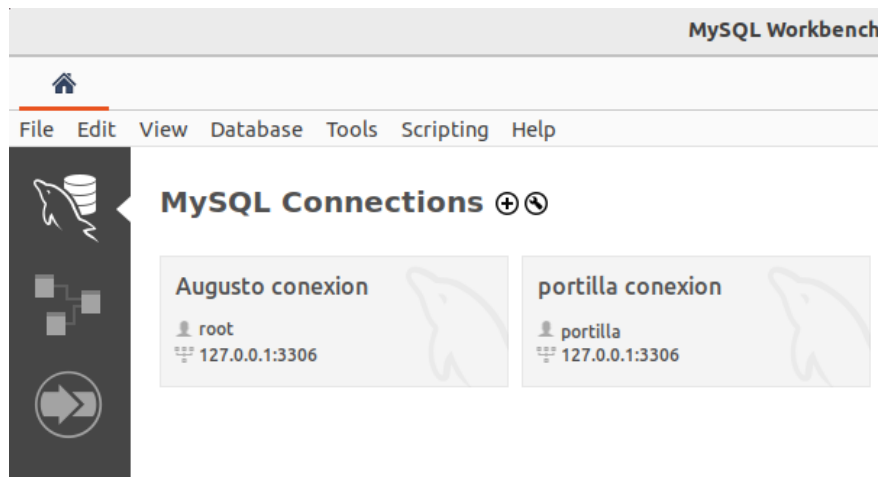 MySQL Workbench
File Edit View Database Tools Scripting Help
MySQL Connections
Augusto conexion
root
127.0.0.1:3306
portilla conexion
portilla
127.0.0.1:3306